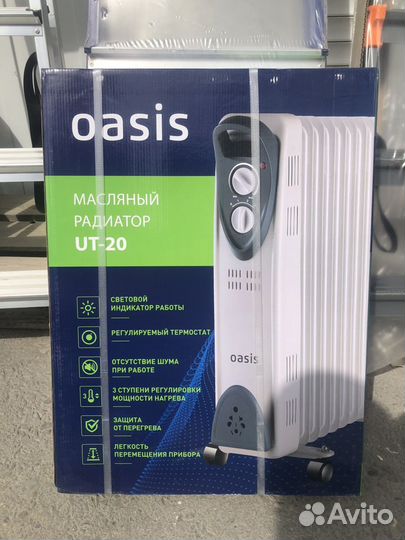 oasis
МАСЛЯНЫЙ
РАДИАТОР
UT-20
СВЕТОВОЙ
ИНДИКАТОР РАБОТЫ
РЕГУЛИРУЕМЫЙ ТЕРМОСТАТ
ОТСУТСТВИЕ ШУМА
ПРИ РАБОТЕ
3 СТУПЕНИ РЕГУЛИРОВКИ
МОЩНОСТИ НАГРЕВА
ЗАЩИТА
ОТ ПЕРЕГРЕВА
ЛЕГКОСТЬ
ПЕРЕМЕЩЕНИЯ ПРИБОРА
oasis
Avito